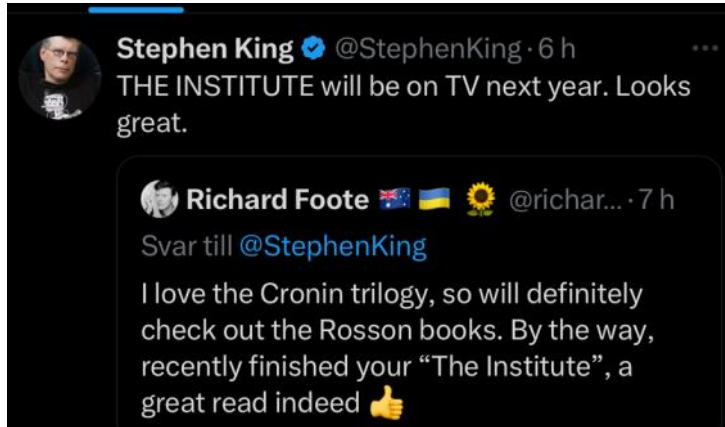 Stephen King @StephenKing · 6 h
THE INSTITUTE will be on TV next year. Looks
great.
Richard Foote 🇦🇺 🇺🇦 🌻 @richar... · 7 h
Svar till @StephenKing
I love the Cronin trilogy, so will definitely
check out the Rosson books. By the way,
recently finished your “The Institute”, a
great read indeed 👍